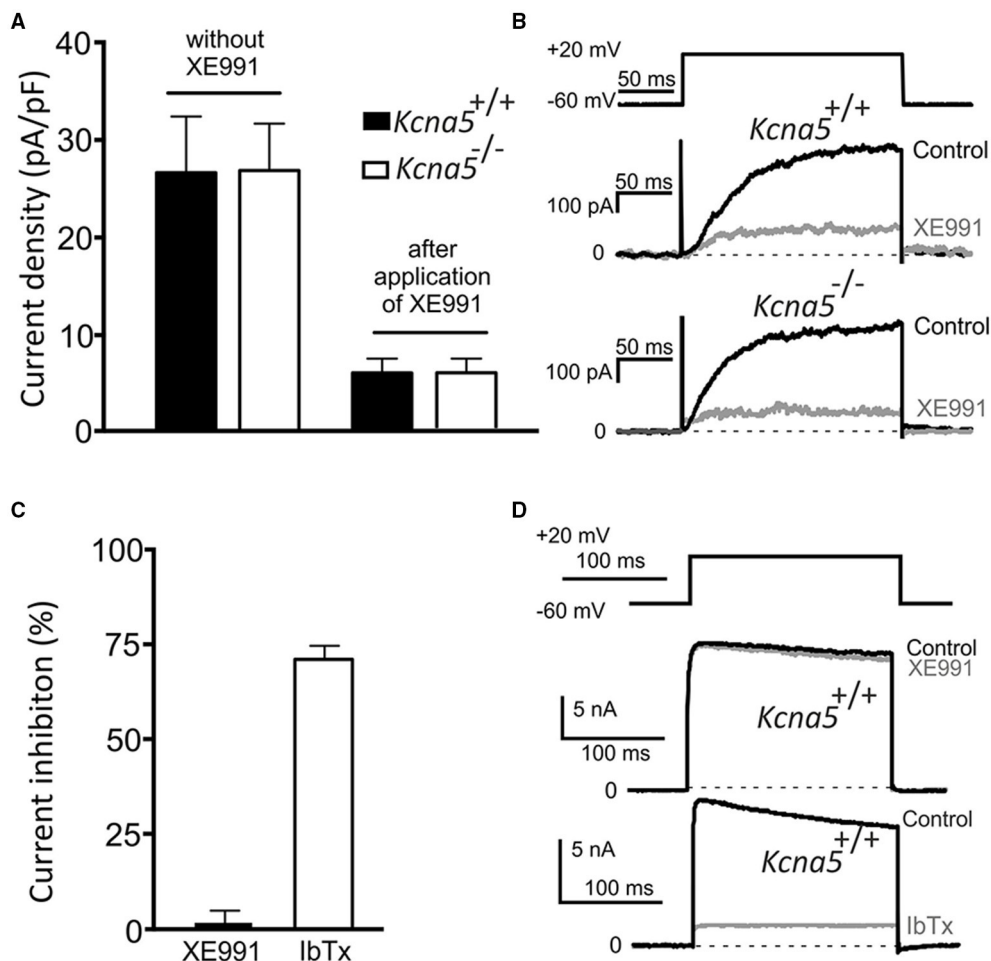 A
Current density (pA/pF)
40
30
20
10
0
without
XE991
Kcna5+/+
Kcna5-/-
after
application
of XE991
B
+20 mV
50 ms
-60 mV
Kcna5+/+
Control
50 ms
100 pA
XE991
0
Kcna5-/-
Control
50 ms
100 pA
XE991
0
C
Current inhibiton (%)
100
75
50
25
0
XE991
IbTx
D
+20 mV
100 ms
-60 mV
Control
XE991
5 nA
Kcna5+/+
100 ms
0
Control
5 nA
Kcna5+/+
100 ms
IbTx
0